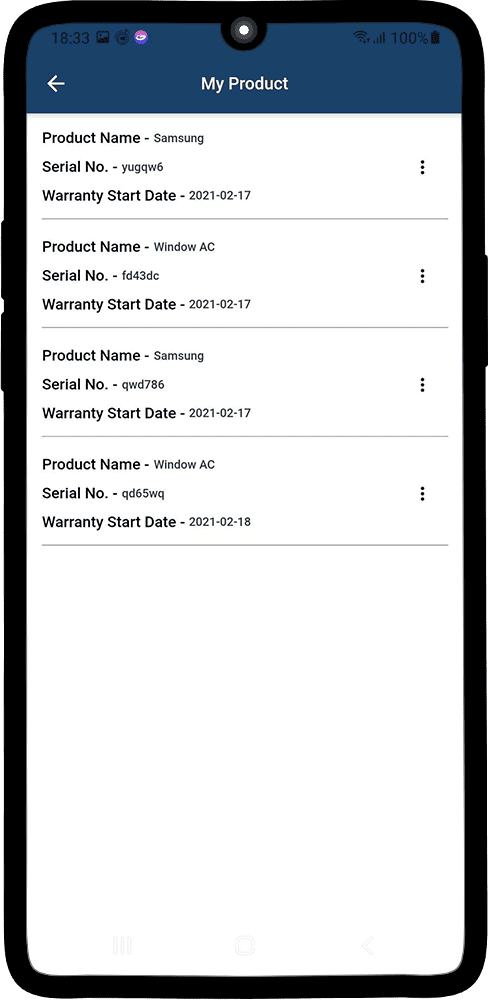 18:33 100%
My Product
Product Name - Samsung
Serial No. - yugqw6
Warranty Start Date - 2021-02-17
Product Name - Window AC
Serial No. - fd43dc
Warranty Start Date - 2021-02-17
Product Name - Samsung
Serial No. - qwd786
Warranty Start Date - 2021-02-17
Product Name - Window AC
Serial No. - qd65wq
Warranty Start Date - 2021-02-18